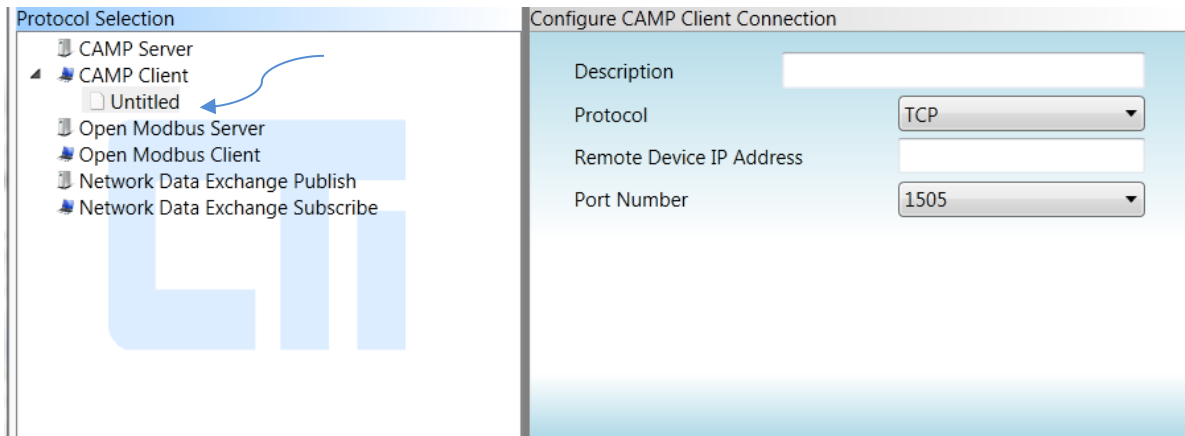 Protocol Selection
CAMP Server
CAMP Client
Untitled
Open Modbus Server
Open Modbus Client
Network Data Exchange Publish
Network Data Exchange Subscribe
Configure CAMP Client Connection
Description
Protocol TCP
Remote Device IP Address
Port Number 1505